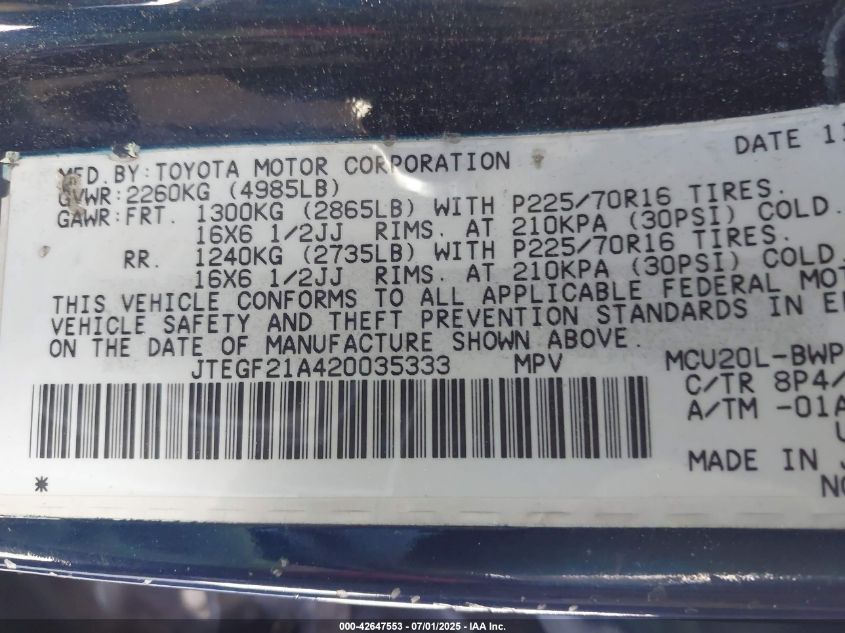 DATE 11
MFD. BY: TOYOTA MOTOR CORPORATION
GVWR: 2260KG (4985LB)
GAWR: FRT. 1300KG (2865LB) WITH P225/70R16 TIRES.
16X6 1/2JJ RIMS. AT 210KPA (30PSI) COLD.
RR. 1240KG (2735LB) WITH P225/70R16 TIRES.
16X6 1/2JJ RIMS. AT 210KPA (30PSI) COLD.
THIS VEHICLE CONFORMS TO ALL APPLICABLE FEDERAL MOT
VEHICLE SAFETY AND THEFT PREVENTION STANDARDS IN E
ON THE DATE OF MANUFACTURE SHOWN ABOVE.
JTEGF21A420035333 MPV MCU20L-BWP
C/TR 8P4/
A/TM -01A
MADE IN J
NO
*
000-42647553 - 07/01/2025 - IAA Inc.